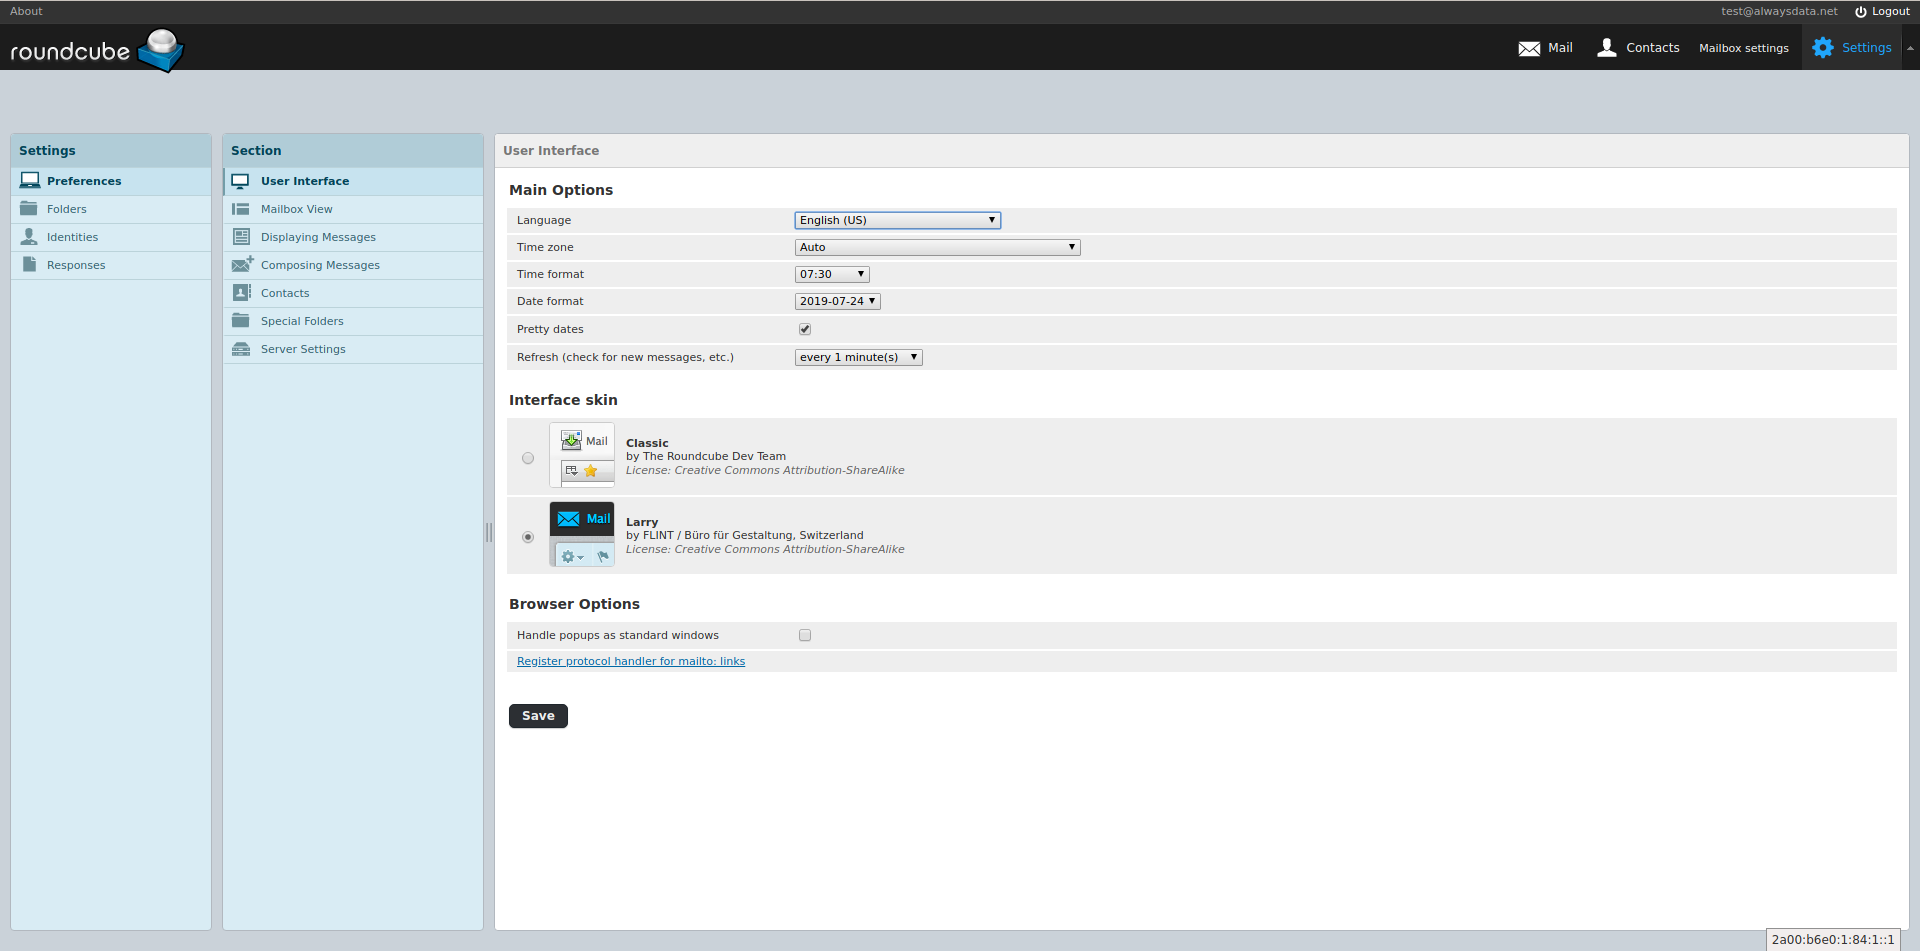 About
test@alwaysdata.net Logout
roundcube
Mail Contacts Mailbox settings Settings
Settings
Preferences
Folders
Identities
Responses
Section
User Interface
Mailbox View
Displaying Messages
Composing Messages
Contacts
Special Folders
Server Settings
User Interface
Main Options
Language English (US)
Time zone Auto
Time format 07:30
Date format 2019-07-24
Pretty dates
Refresh (check for new messages, etc.) every 1 minute(s)
Interface skin
Mail
Classic
by The Roundcube Dev Team
License: Creative Commons Attribution-ShareAlike
Mail
Larry
by FLINT / Büro für Gestaltung, Switzerland
License: Creative Commons Attribution-ShareAlike
Browser Options
Handle popups as standard windows
Register protocol handler for mailto: links
Save
2a00:b6e0:1:84:1::1